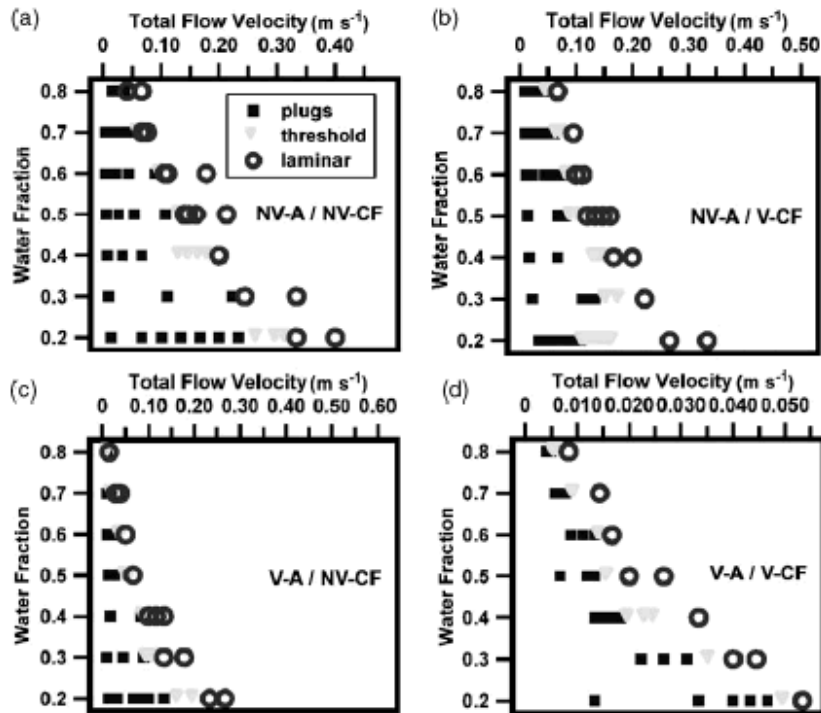 (a) Total Flow Velocity (m s⁻¹)
0 0.10 0.20 0.30 0.40
Water Fraction
0.8
0.7
0.6
0.5
0.4
0.3
0.2
plugs
threshold
laminar
NV-A / NV-CF
(b) Total Flow Velocity (m s⁻¹)
0 0.10 0.20 0.30 0.40 0.50
Water Fraction
0.8
0.7
0.6
0.5
0.4
0.3
0.2
NV-A / V-CF
(c) Total Flow Velocity (m s⁻¹)
0 0.10 0.20 0.30 0.40 0.50 0.60
Water Fraction
0.8
0.7
0.6
0.5
0.4
0.3
0.2
V-A / NV-CF
(d) Total Flow Velocity (m s⁻¹)
0 0.010 0.020 0.030 0.040 0.050
Water Fraction
0.8
0.7
0.6
0.5
0.4
0.3
0.2
V-A / V-CF